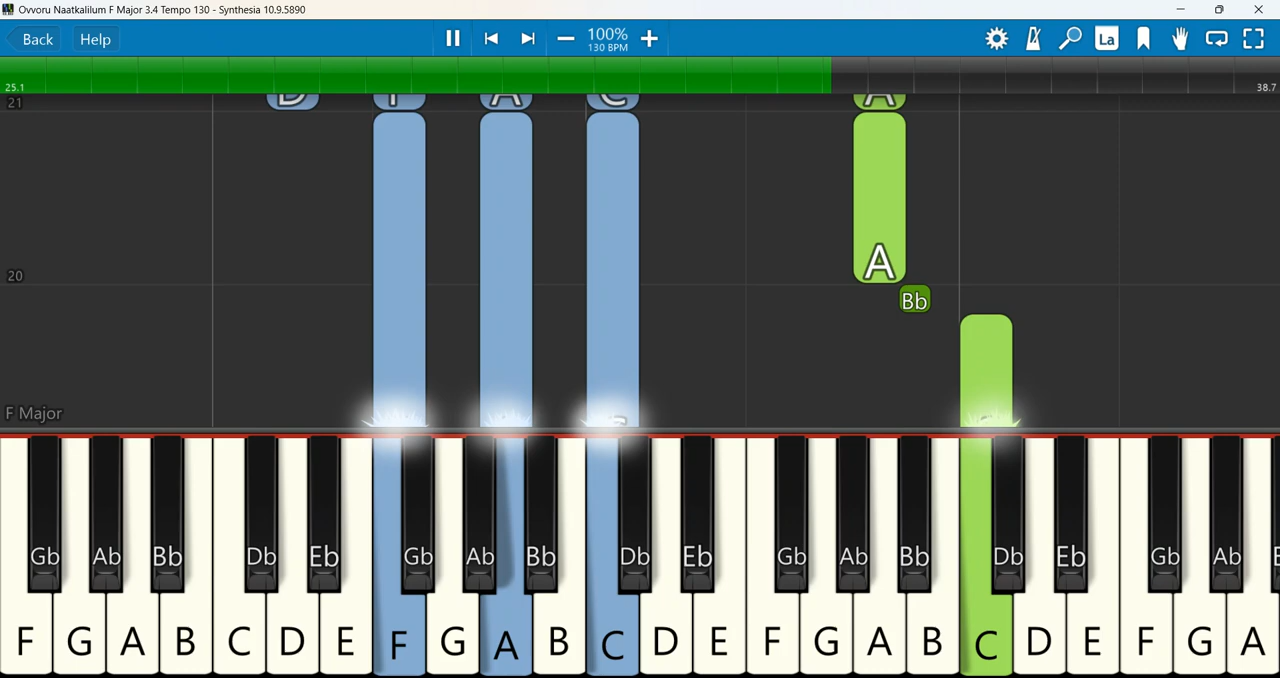 Ovvoru Naatkalilum F Major 3.4 Tempo 130 - Synthesia 10.9.5890
Back Help 100% La
130 BPM
25.1 38.7
21 D F A C A
A
20
Bb
F Major
Gb Ab Bb Db Eb Gb Ab Bb Db Eb Gb Ab Bb Db Eb Gb Ab E
F G A B C D E F G A B C D E F G A B C D E F G A